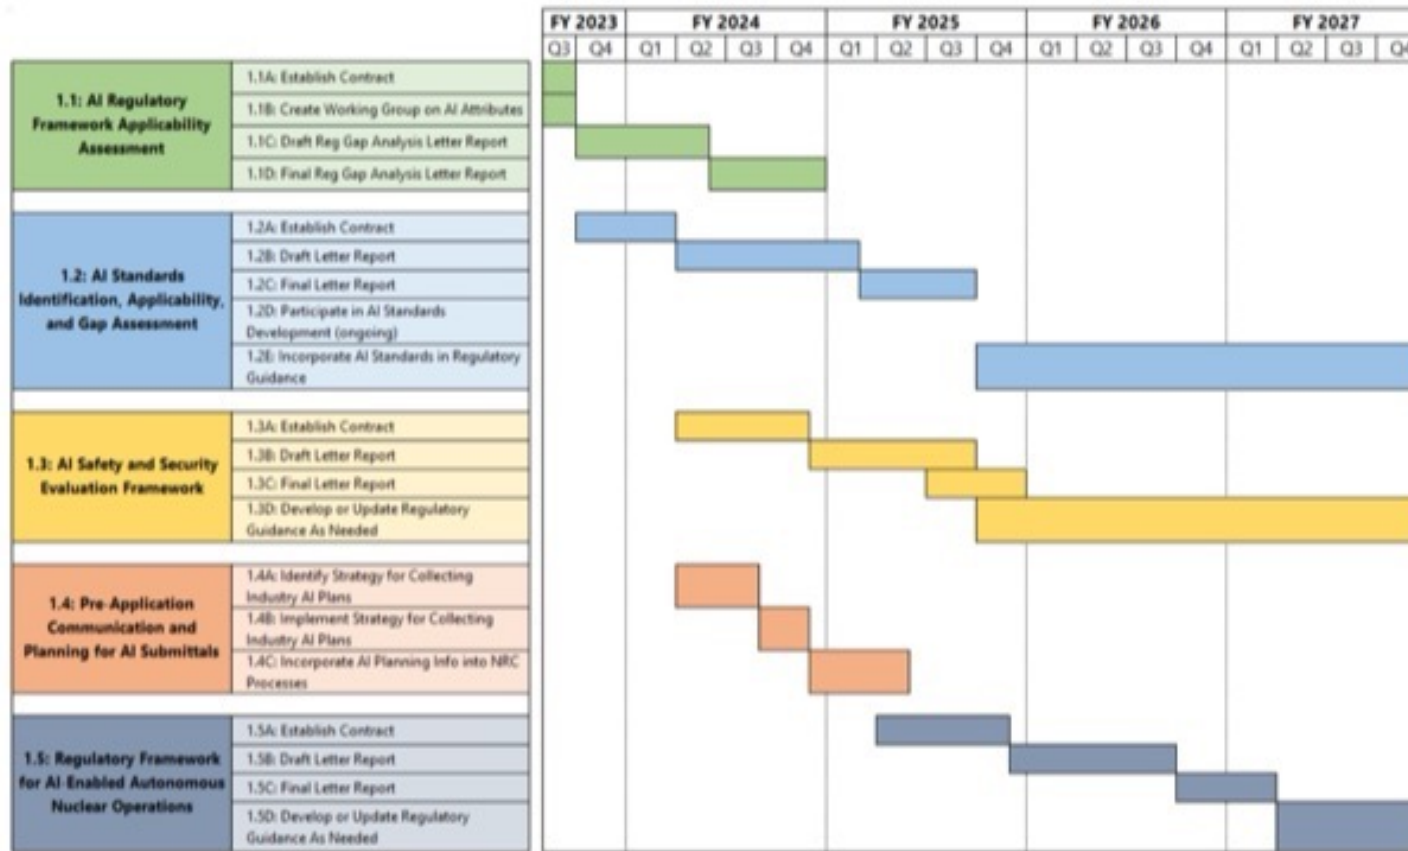 FY 2023 FY 2024 FY 2025 FY 2026 FY 2027
Q3 Q4 Q1 Q2 Q3 Q4 Q1 Q2 Q3 Q4 Q1 Q2 Q3 Q4 Q1 Q2 Q3 Q4
1.1: AI Regulatory
Framework Applicability
Assessment
1.1A: Establish Contract
1.1B: Create Working Group on AI Attributes
1.1C: Draft Reg Gap Analysis Letter Report
1.1D: Final Reg Gap Analysis Letter Report
1.2: AI Standards
Identification, Applicability,
and Gap Assessment
1.2A: Establish Contract
1.2B: Draft Letter Report
1.2C: Final Letter Report
1.2D: Participate in AI Standards
Development (ongoing)
1.2E: Incorporate AI Standards in Regulatory
Guidance
1.3: AI Safety and Security
Evaluation Framework
1.3A: Establish Contract
1.3B: Draft Letter Report
1.3C: Final Letter Report
1.3D: Develop or Update Regulatory
Guidance As Needed
1.4: Pre-Application
Communication and
Planning for AI Submittals
1.4A: Identify Strategy for Collecting
Industry AI Plans
1.4B: Implement Strategy for Collecting
Industry AI Plans
1.4C: Incorporate AI Planning Info into NRC
Processes
1.5: Regulatory Framework
for AI-Enabled Autonomous
Nuclear Operations
1.5A: Establish Contract
1.5B: Draft Letter Report
1.5C: Final Letter Report
1.5D: Develop or Update Regulatory
Guidance As Needed